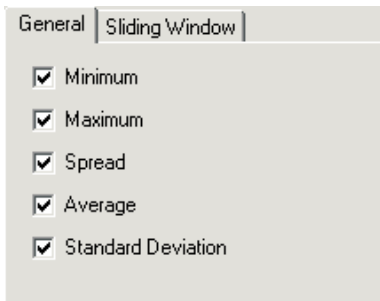 General Sliding Window
Minimum
Maximum
Spread
Average
Standard Deviation